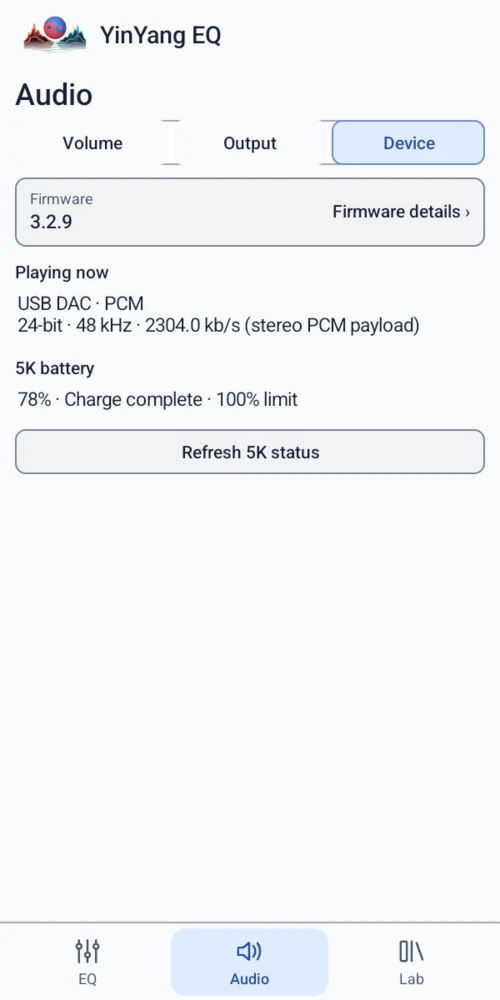 YinYang EQ
Audio
Volume
Output
Device
Firmware
3.2.9
Firmware details ›
Playing now
USB DAC · PCM
24-bit · 48 kHz · 2304.0 kb/s (stereo PCM payload)
5K battery
78% · Charge complete · 100% limit
Refresh 5K status
EQ
Audio
Lab